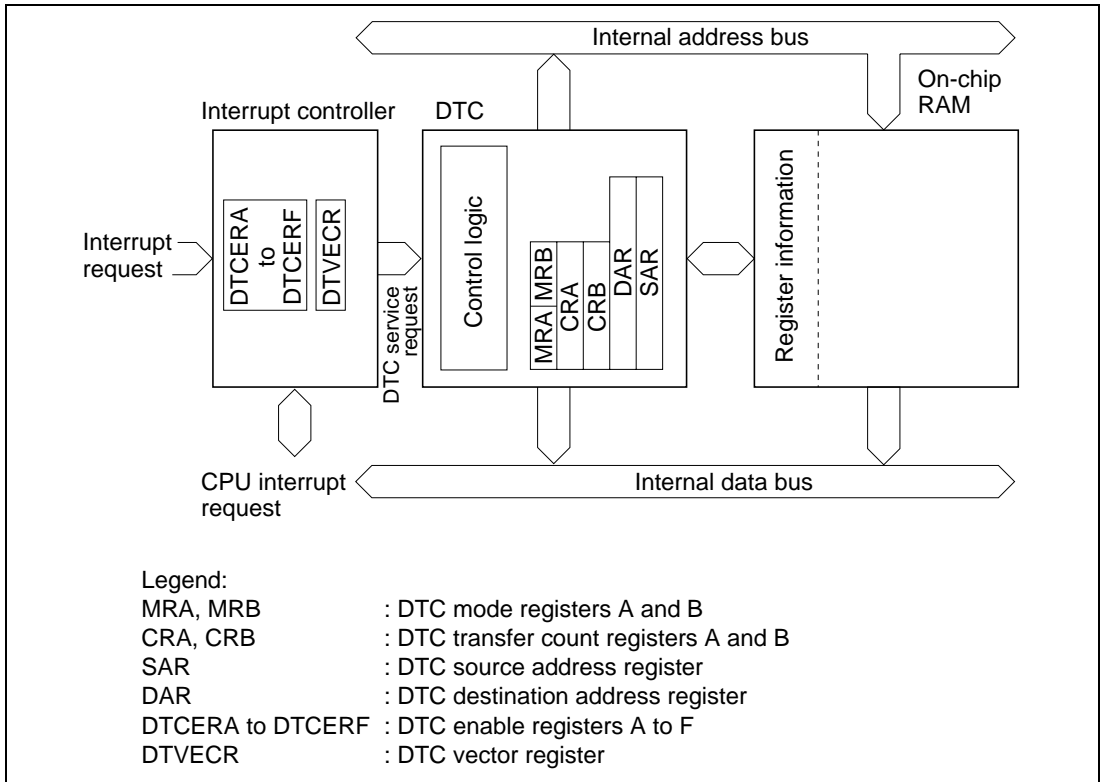 Internal address bus
On-chip
RAM
Interrupt controller
DTC
Interrupt
request
DTCERA
to
DTCERF
DTVECR
DTC service
request
Control logic
MRA MRB
CRA
CRB
DAR
SAR
Register information
CPU interrupt
request
Internal data bus
Legend:
MRA, MRB : DTC mode registers A and B
CRA, CRB : DTC transfer count registers A and B
SAR : DTC source address register
DAR : DTC destination address register
DTCERA to DTCERF : DTC enable registers A to F
DTVECR : DTC vector register